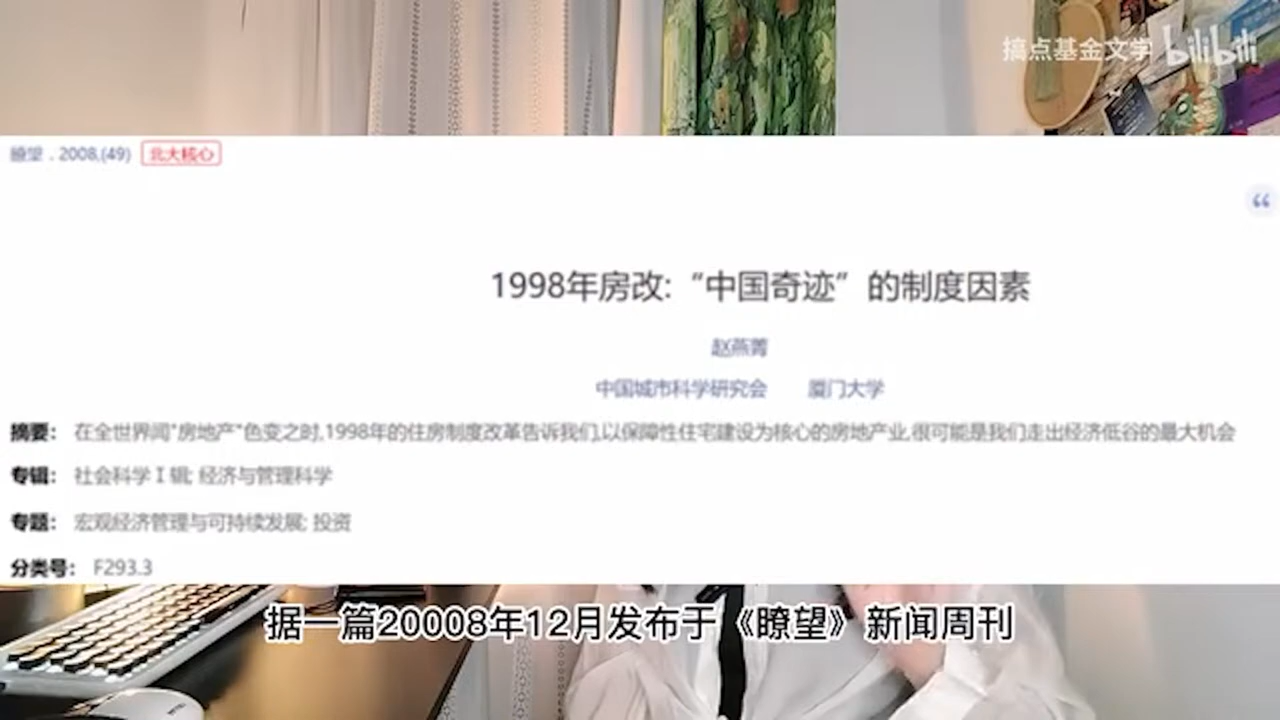 搞点基金文学 bilibili
瞭望 . 2008,(49) 北大核心
1998年房改: “中国奇迹” 的制度因素
赵燕菁
中国城市科学研究会 厦门大学
摘要: 在全世界闻"房地产"色变之时,1998年的住房制度改革告诉我们,以保障性住宅建设为核心的房地产业,很可能是我们走出经济低谷的最大机会
专辑: 社会科学Ⅰ辑; 经济与管理科学
专题: 宏观经济管理与可持续发展; 投资
分类号: F293.3
据一篇20008年12月发布于《瞭望》新闻周刊